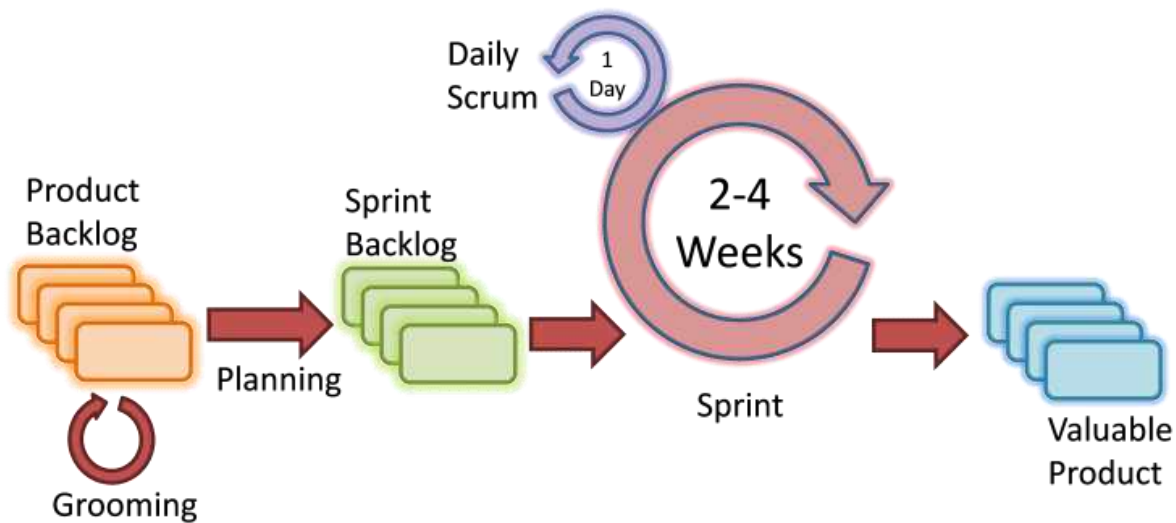 Daily
Scrum
1
Day
Product
Backlog
Sprint
Backlog
2-4
Weeks
Planning
Sprint
Grooming
Valuable
Product